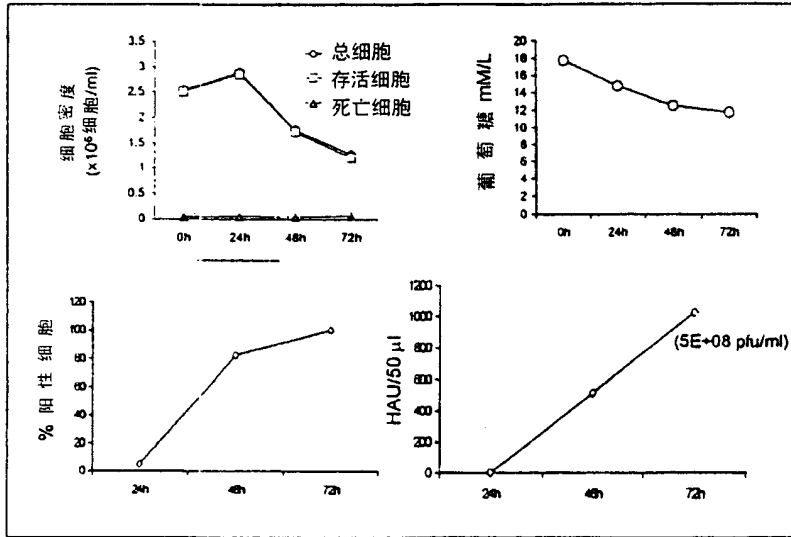 细胞密度
(x10⁶细胞/ml)
3.5
3
2.5
2
1.5
1
0.5
0
0h
24h
48h
72h
总细胞
存活细胞
死亡细胞
葡萄糖 mM/L
20
18
16
14
12
10
8
6
4
2
0
0h
24h
48h
72h
% 阳性细胞
120
100
80
60
40
20
0
24h
48h
72h
HAU/50 µl
1200
1000
800
600
400
200
0
24h
48h
72h
(5E+08 pfu/ml)